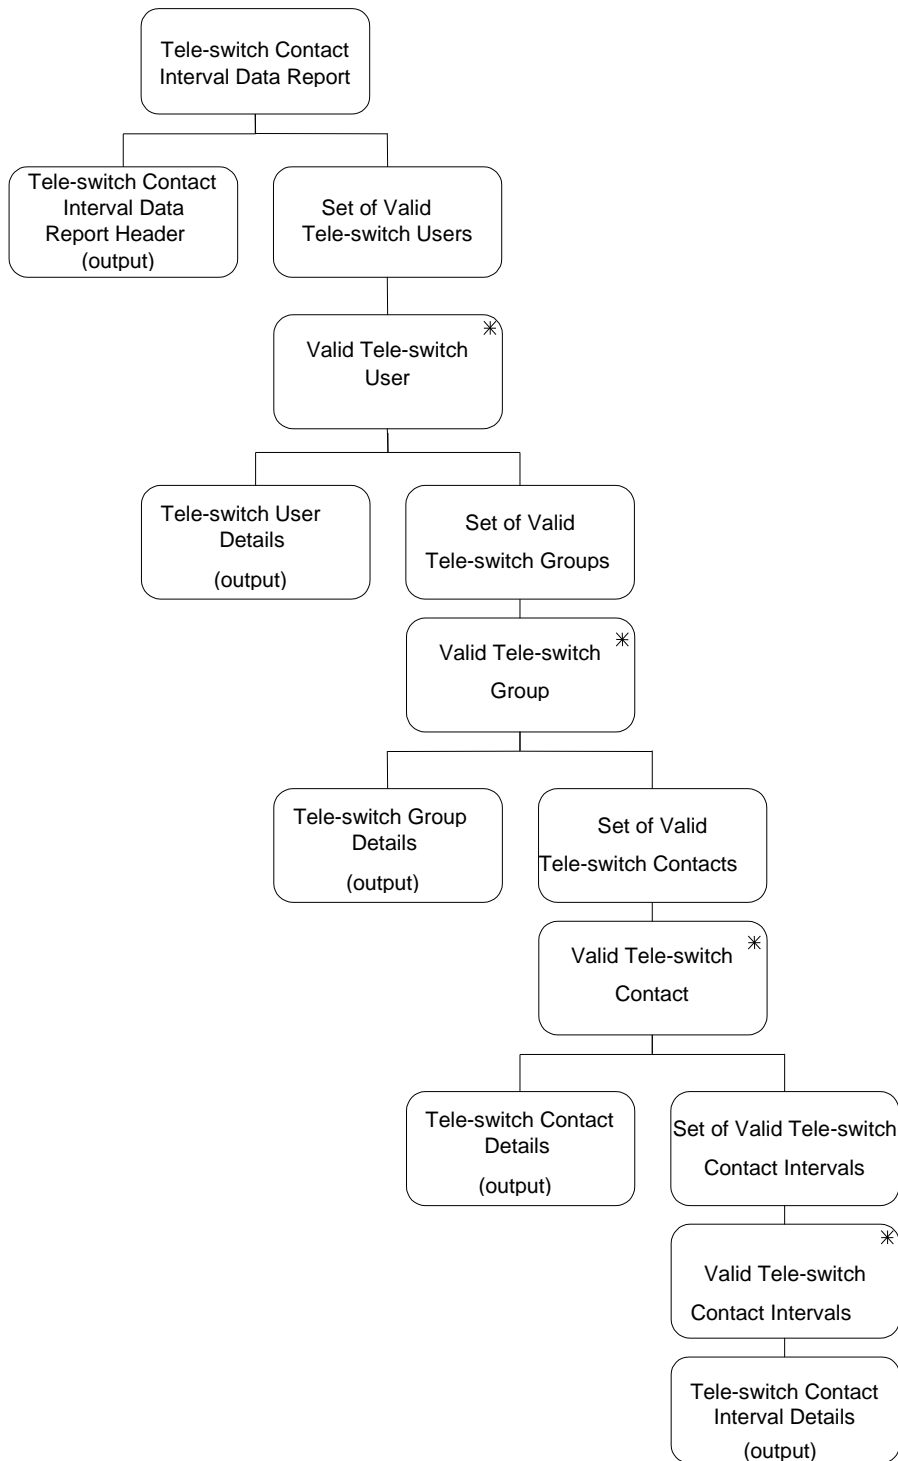 Tele-switch Contact
Interval Data Report
Tele-switch Contact
Interval Data
Report Header
(output)
Set of Valid
Tele-switch Users
Valid Tele-switch
User
Tele-switch User
Details
(output)
Set of Valid
Tele-switch Groups
Valid Tele-switch
Group
Tele-switch Group
Details
(output)
Set of Valid
Tele-switch Contacts
Valid Tele-switch
Contact
Tele-switch Contact
Details
(output)
Set of Valid Tele-switch
Contact Intervals
Valid Tele-switch
Contact Intervals
Tele-switch Contact
Interval Details
(output)